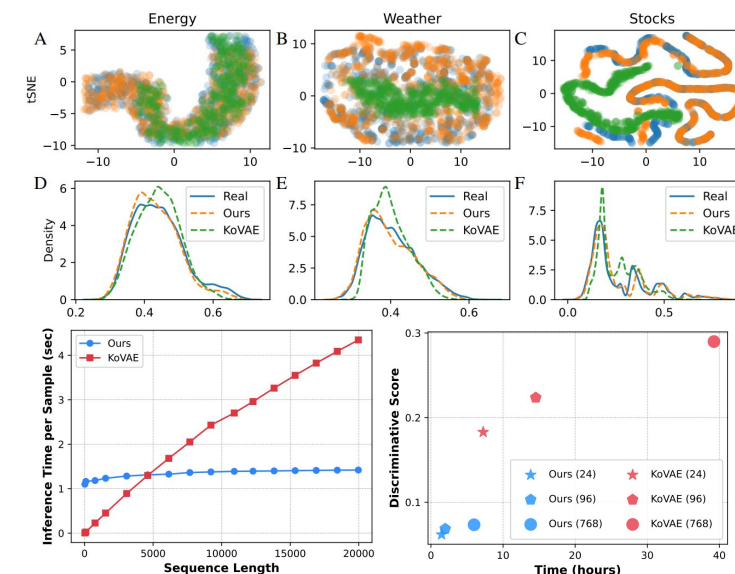 Energy
Weather
Stocks
A
B
C
tSNE
5
0
−5
−10
10
0
−10
10
0
−10
−10
0
10
−10
0
10
−10
0
10
D
E
F
Density
6
4
2
0
7.5
5.0
2.5
0.0
7.5
5.0
2.5
0.0
Real
Ours
KoVAE
Real
Ours
KoVAE
Real
Ours
0.2
0.4
0.6
0.4
0.6
0.0
0.5
Inference Time per Sample (sec)
4
3
2
1
0
Ours
KoVAE
0
5000
10000
15000
20000
Sequence Length
Discriminative Score
0.3
0.2
0.1
Ours (24)
Ours (96)
Ours (768)
KoVAE (24)
KoVAE (96)
KoVAE (768)
0
10
20
30
40
Time (hours)